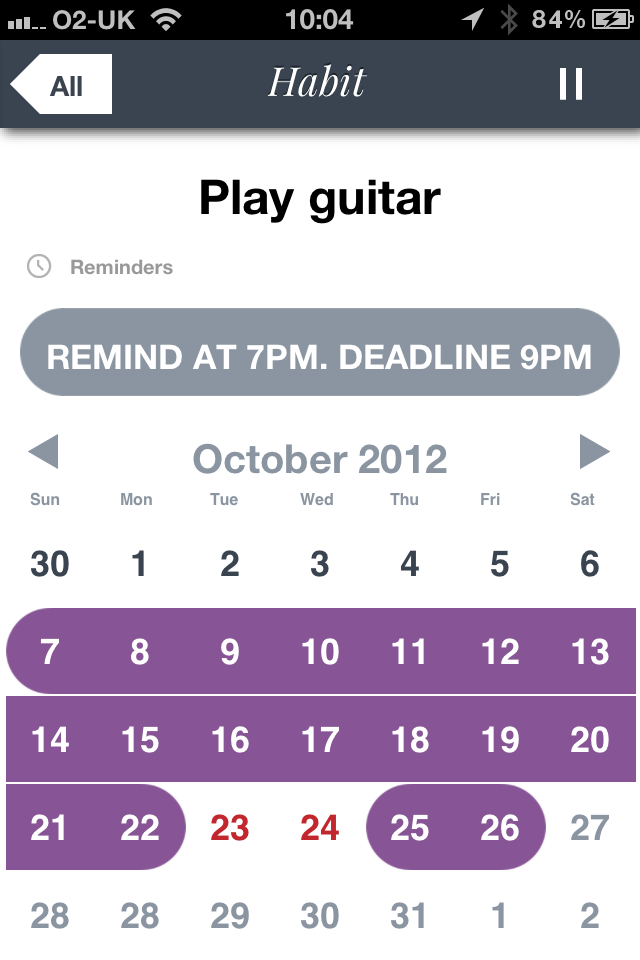 O2-UK 10:04 84%
All Habit
Play guitar
Reminders
REMIND AT 7PM. DEADLINE 9PM
October 2012
Sun Mon Tue Wed Thu Fri Sat
30 1 2 3 4 5 6
7 8 9 10 11 12 13
14 15 16 17 18 19 20
21 22 23 24 25 26 27
28 28 29 30 31 1 2